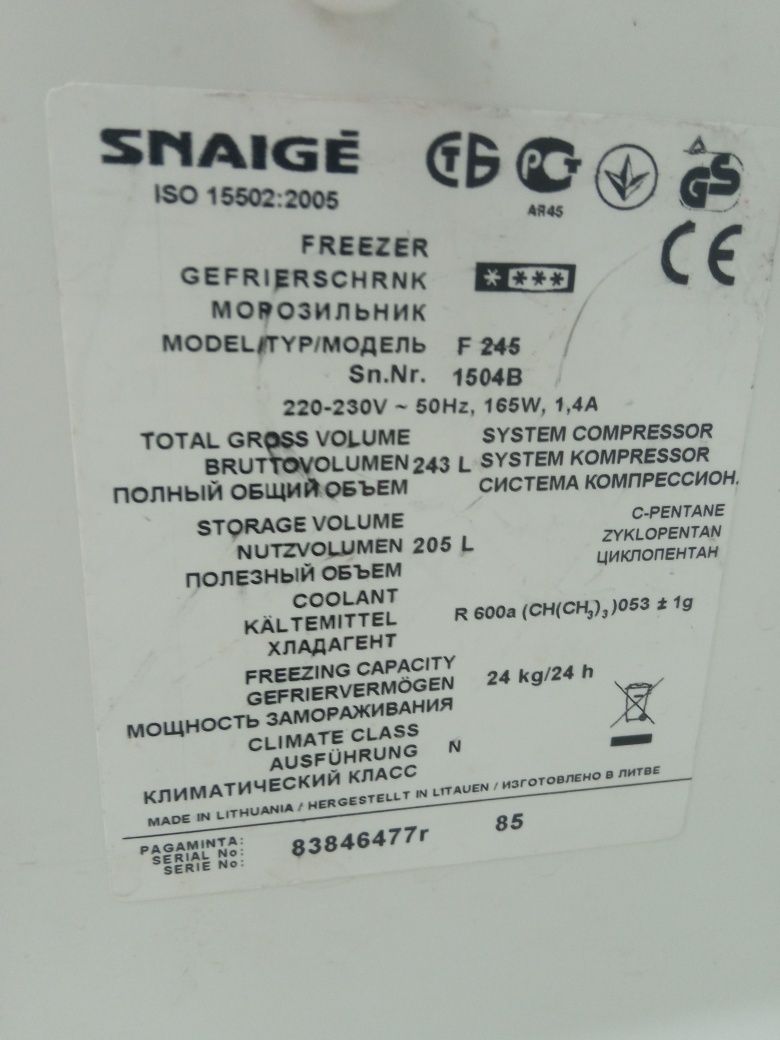 SNAIGĖ
ISO 15502:2005
AR45
FREEZER
GEFRIERSCHRNK
МОРОЗИЛЬНИК
MODEL/TYP/МОДЕЛЬ F 245
Sn.Nr. 1504B
220-230V ~ 50Hz, 165W, 1,4A
TOTAL GROSS VOLUME
BRUTTOVOLUMEN 243 L
ПОЛНЫЙ ОБЩИЙ ОБЪЕМ
SYSTEM COMPRESSOR
SYSTEM KOMPRESSOR
СИСТЕМА КОМПРЕССИОН.
STORAGE VOLUME
NUTZVOLUMEN 205 L
ПОЛЕЗНЫЙ ОБЪЕМ
C-PENTANE
ZYKLOPENTAN
ЦИКЛОПЕНТАН
COOLANT
KÄLTEMITTEL R 600a (CH(CH3)3)053 ± 1g
ХЛАДАГЕНТ
FREEZING CAPACITY
GEFRIERVERMÖGEN 24 kg/24 h
МОЩНОСТЬ ЗАМОРАЖИВАНИЯ
CLIMATE CLASS
AUSFÜHRUNG N
КЛИМАТИЧЕСКИЙ КЛАСС
MADE IN LITHUANIA / HERGESTELLT IN LITAUEN / ИЗГОТОВЛЕНО В ЛИТВЕ
PAGAMINTA:
SERIAL No:
SERIE No:
83846477r 85